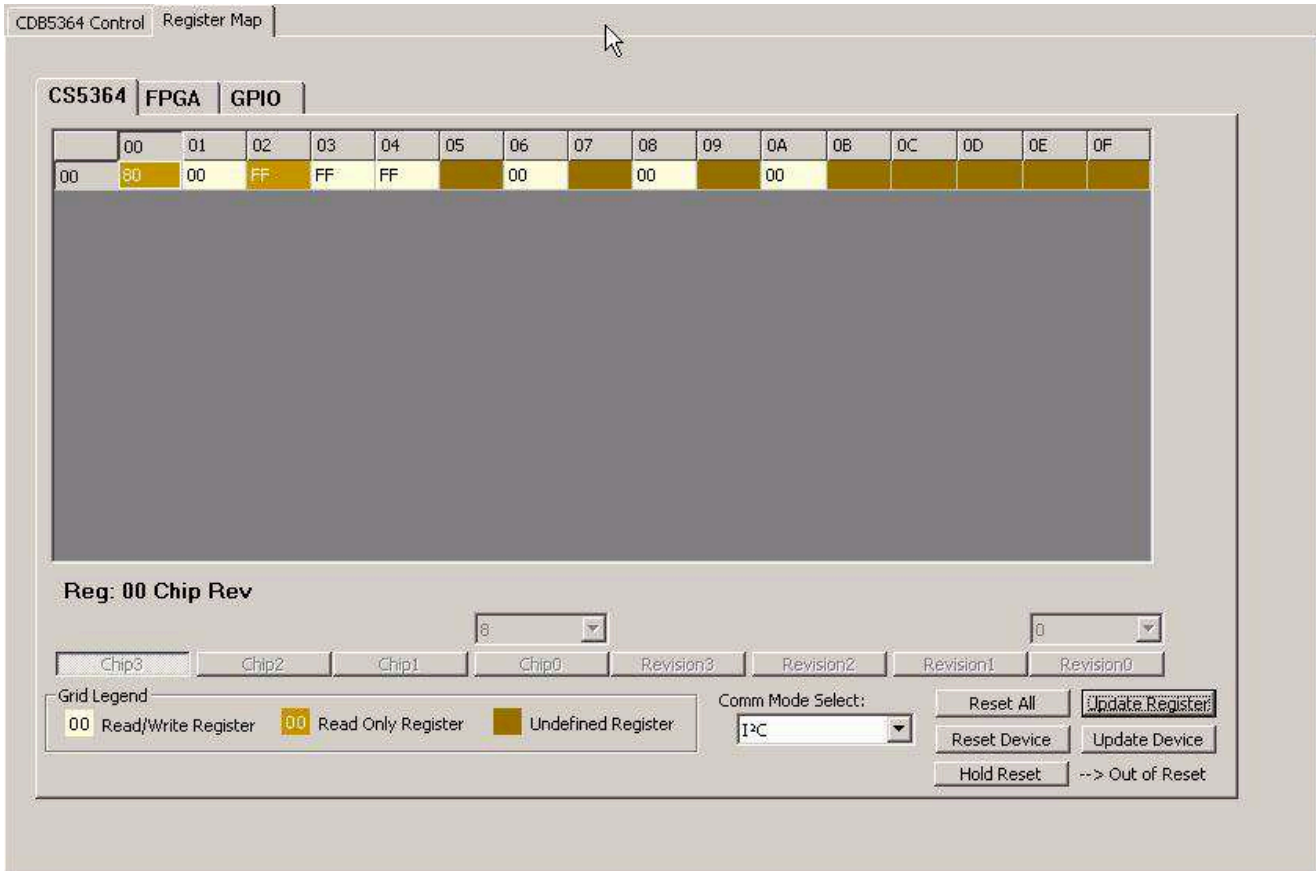 CDB5364 Control Register Map
CS5364 FPGA GPIO
00 01 02 03 04 05 06 07 08 09 0A 0B 0C 0D 0E 0F
00 80 00 FF FF FF 00 00 00
Reg: 00 Chip Rev
8 0
Chip3 Chip2 Chip1 Chip0 Revision3 Revision2 Revision1 Revision0
Grid Legend
00 Read/Write Register 00 Read Only Register Undefined Register
Comm Mode Select:
I²C
Reset All Update Register
Reset Device Update Device
Hold Reset --> Out of Reset